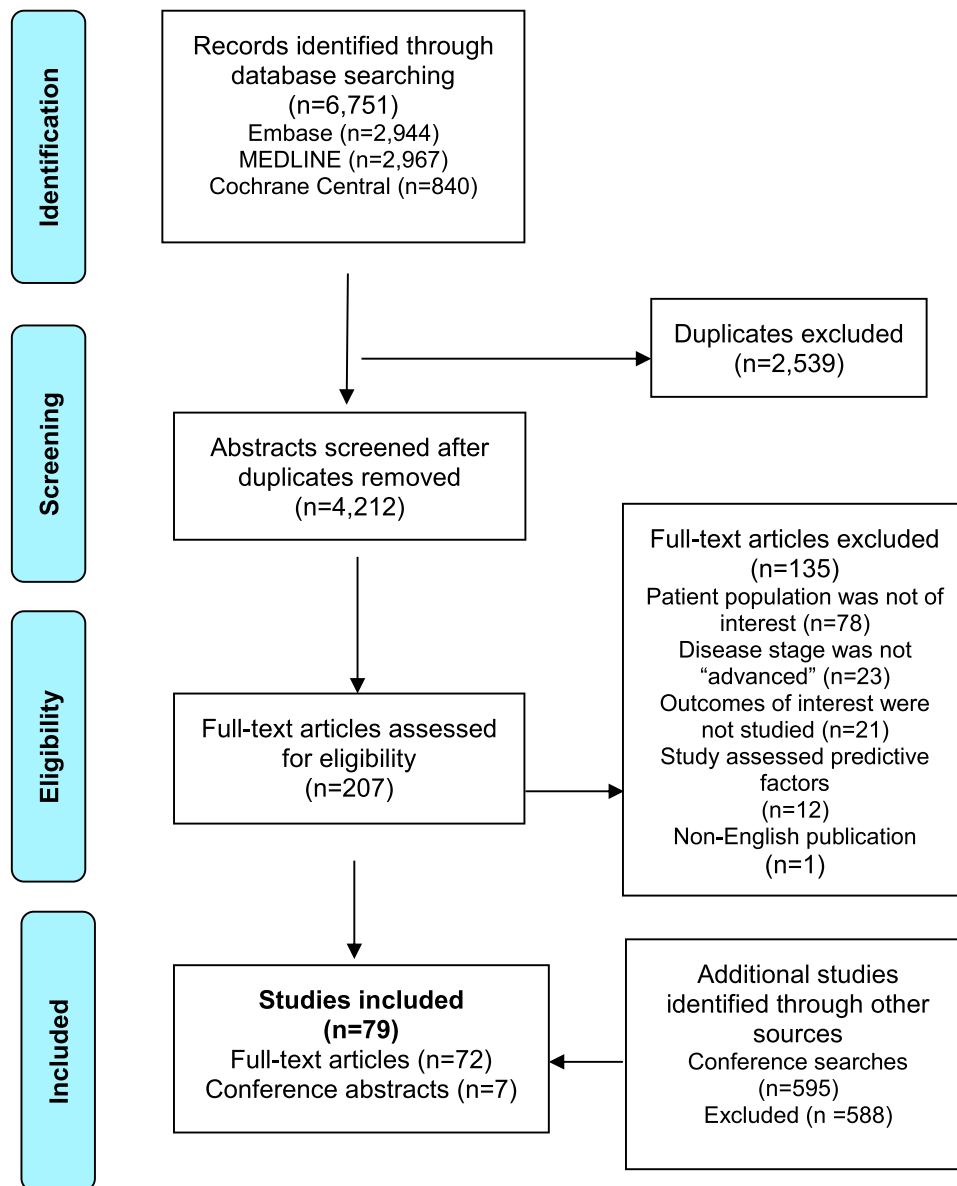 Identification
Records identified through
database searching
(n=6,751)
Embase (n=2,944)
MEDLINE (n=2,967)
Cochrane Central (n=840)
Screening
Duplicates excluded
(n=2,539)
Abstracts screened after
duplicates removed
(n=4,212)
Eligibility
Full-text articles assessed
for eligibility
(n=207)
Full-text articles excluded
(n=135)
Patient population was not of
interest (n=78)
Disease stage was not
“advanced” (n=23)
Outcomes of interest were
not studied (n=21)
Study assessed predictive
factors
(n=12)
Non-English publication
(n=1)
Included
Studies included
(n=79)
Full-text articles (n=72)
Conference abstracts (n=7)
Additional studies
identified through other
sources
Conference searches
(n=595)
Excluded (n =588)